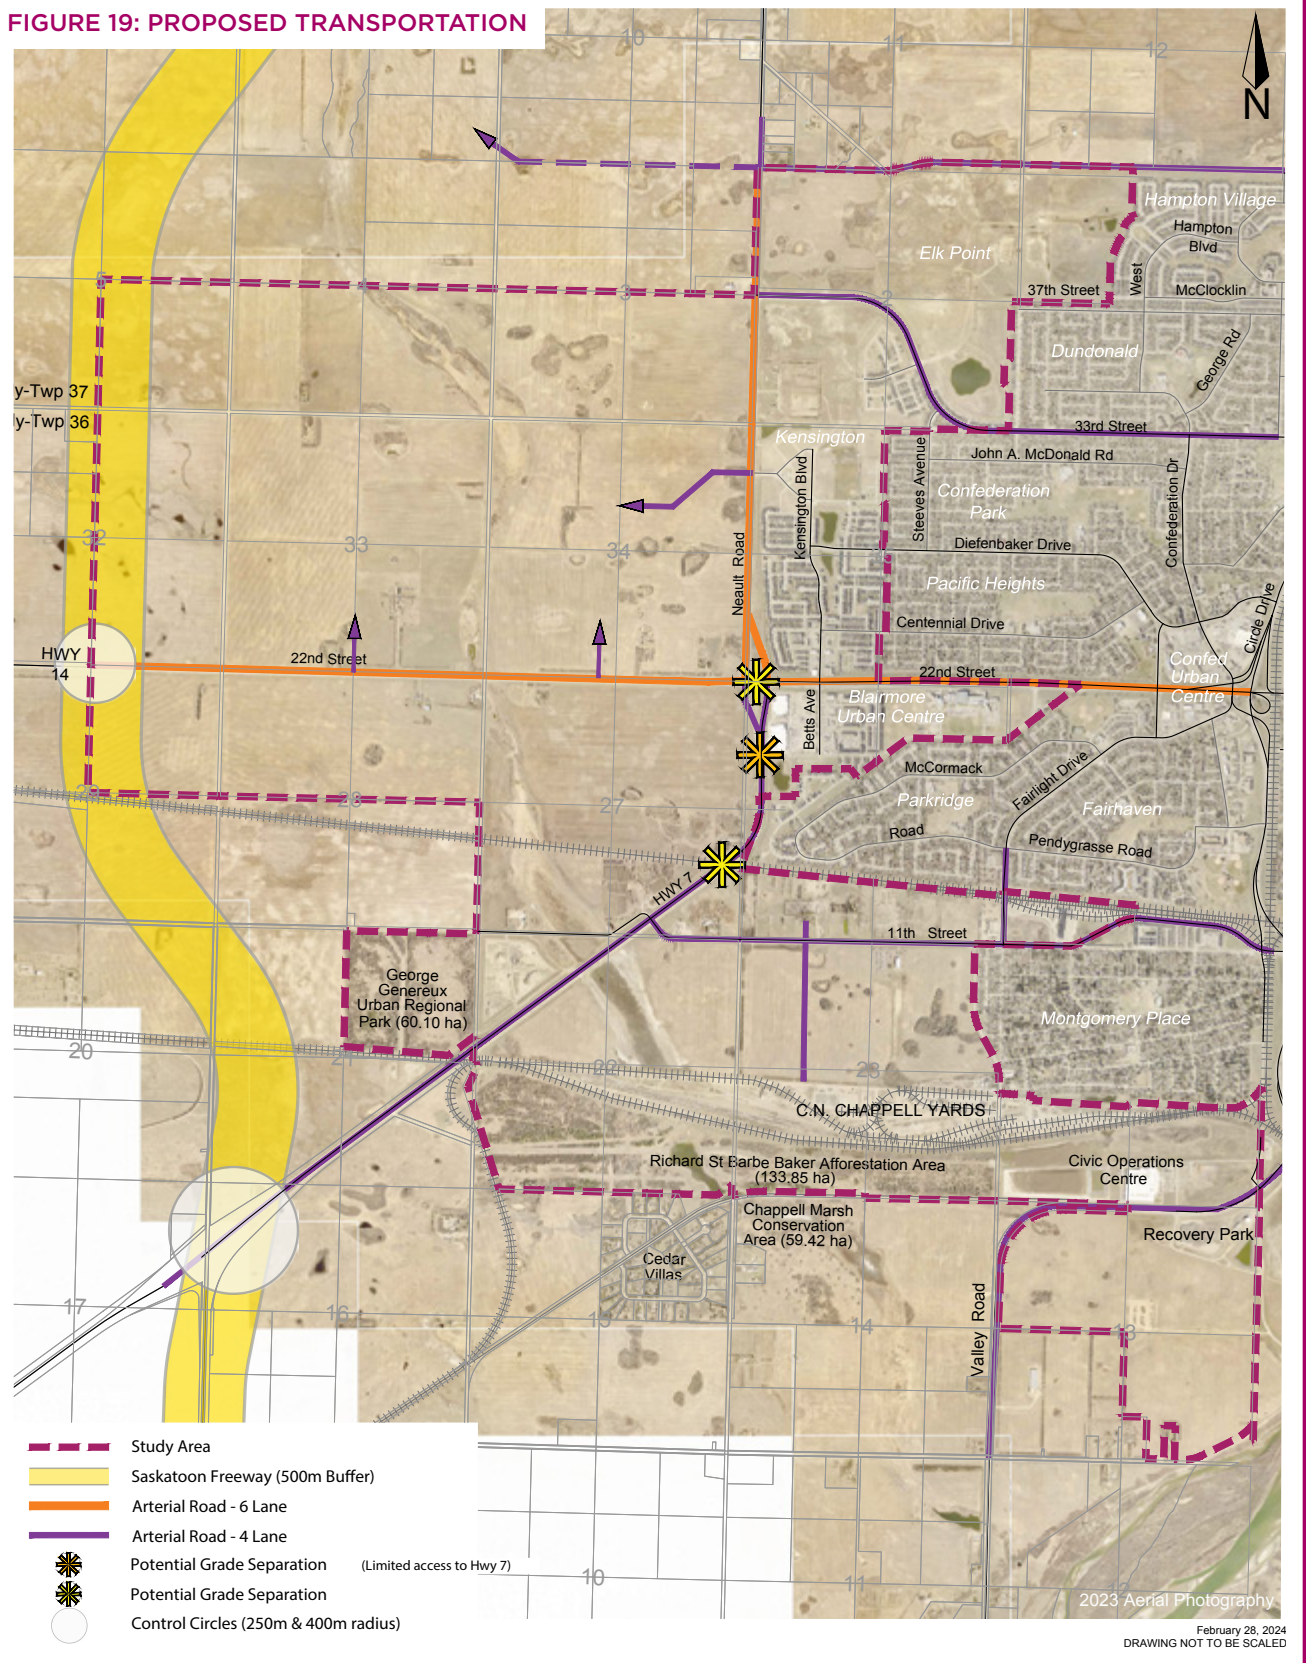 FIGURE 19: PROPOSED TRANSPORTATION
10
11
12
N
Hampton Village
Hampton
Blvd
Elk Point
West
5
4
3
2
37th Street
McClocklin
Dundonald
George Rd
y-Twp 37
ly-Twp 36
33rd Street
Kensington
John A. McDonald Rd
Kensington Blvd
Steeves Avenue
Confederation
Park
Confederation Dr
32
33
34
Diefenbaker Drive
Neault Road
Pacific Heights
Circle Drive
Centennial Drive
HWY
14
22nd Street
22nd Street
Confed
Urban
Centre
Blairmore
Urban Centre
Betts Ave
McCormack
Fairlight Drive
29
28
27
Parkridge
Fairhaven
Road
Pendygrasse Road
HWY 7
11th Street
George
Genereux
Urban Regional
Park (60.10 ha)
Montgomery Place
20
21
22
23
C.N. CHAPPELL YARDS
Richard St Barbe Baker Afforestation Area
(133.85 ha)
Civic Operations
Centre
Chappell Marsh
Conservation
Area (59.42 ha)
Recovery Park
Cedar
Villas
17
16
15
14
13
Valley Road
Study Area
Saskatoon Freeway (500m Buffer)
Arterial Road - 6 Lane
Arterial Road - 4 Lane
Potential Grade Separation (Limited access to Hwy 7)
Potential Grade Separation
Control Circles (250m & 400m radius)
10
11
12
2023 Aerial Photography
February 28, 2024
DRAWING NOT TO BE SCALED